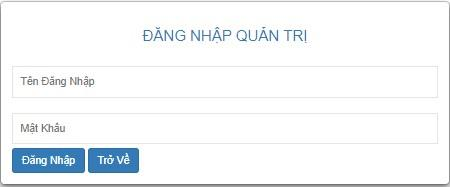 ĐĂNG NHẬP QUẢN TRỊ
Tên Đăng Nhập
Mật Khẩu
Đăng Nhập Trở Về